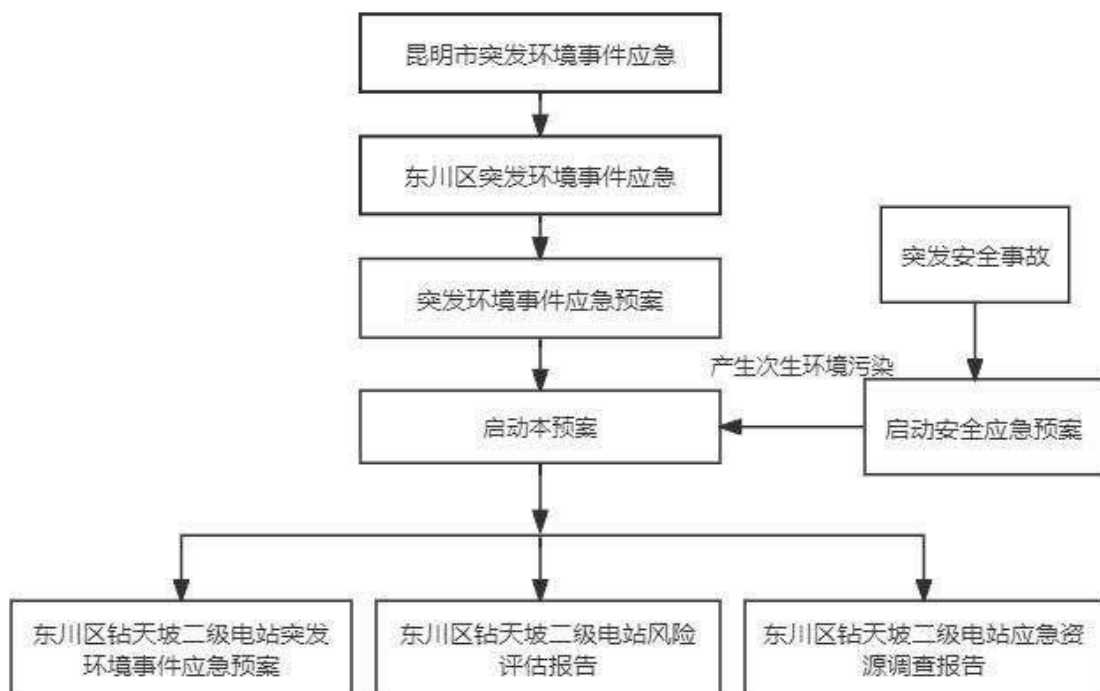 昆明市突发环境事件应急
东川区突发环境事件应急
突发安全事故
突发环境事件应急预案
产生次生环境污染
启动本预案
启动安全应急预案
东川区钻天坡二级电站突发
环境事件应急预案
东川区钻天坡二级电站风险
评估报告
东川区钻天坡二级电站应急资
源调查报告